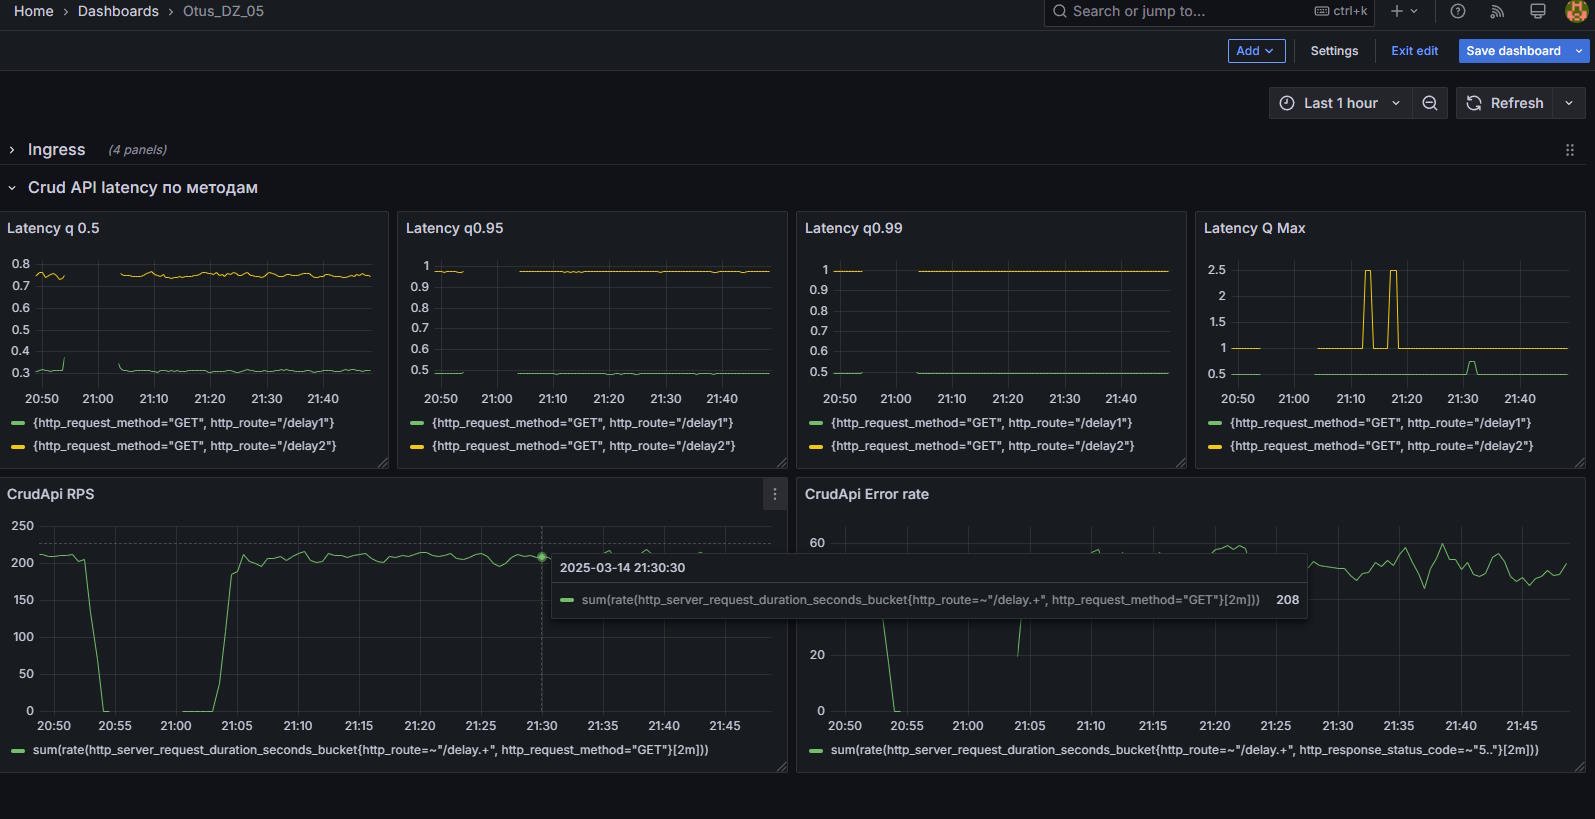 Home › Dashboards › Otus_DZ_05
Search or jump to... ctrl+k
Add Settings Exit edit Save dashboard
Last 1 hour Refresh
Ingress (4 panels)
Crud API latency по методам
Latency q 0.5
0.8
0.7
0.6
0.5
0.4
0.3
20:50 21:00 21:10 21:20 21:30 21:40
{http_request_method="GET", http_route="/delay1"}
{http_request_method="GET", http_route="/delay2"}
Latency q0.95
1
0.9
0.8
0.7
0.6
0.5
20:50 21:00 21:10 21:20 21:30 21:40
{http_request_method="GET", http_route="/delay1"}
{http_request_method="GET", http_route="/delay2"}
Latency q0.99
1
0.9
0.8
0.7
0.6
0.5
20:50 21:00 21:10 21:20 21:30 21:40
{http_request_method="GET", http_route="/delay1"}
{http_request_method="GET", http_route="/delay2"}
Latency Q Max
2.5
2
1.5
1
0.5
20:50 21:00 21:10 21:20 21:30 21:40
{http_request_method="GET", http_route="/delay1"}
{http_request_method="GET", http_route="/delay2"}
CrudApi RPS
250
200
150
100
50
0
20:50 20:55 21:00 21:05 21:10 21:15 21:20 21:25 21:30 21:35 21:40 21:45
sum(rate(http_server_request_duration_seconds_bucket{http_route=~"/delay.+", http_request_method="GET"}[2m]))
2025-03-14 21:30:30
sum(rate(http_server_request_duration_seconds_bucket{http_route=~"/delay.+", http_request_method="GET"}[2m])) 208
CrudApi Error rate
60
20
0
20:50 20:55 21:00 21:05 21:10 21:15 21:20 21:25 21:30 21:35 21:40 21:45
sum(rate(http_server_request_duration_seconds_bucket{http_route=~"/delay.+", http_response_status_code=~"5.."}[2m]))